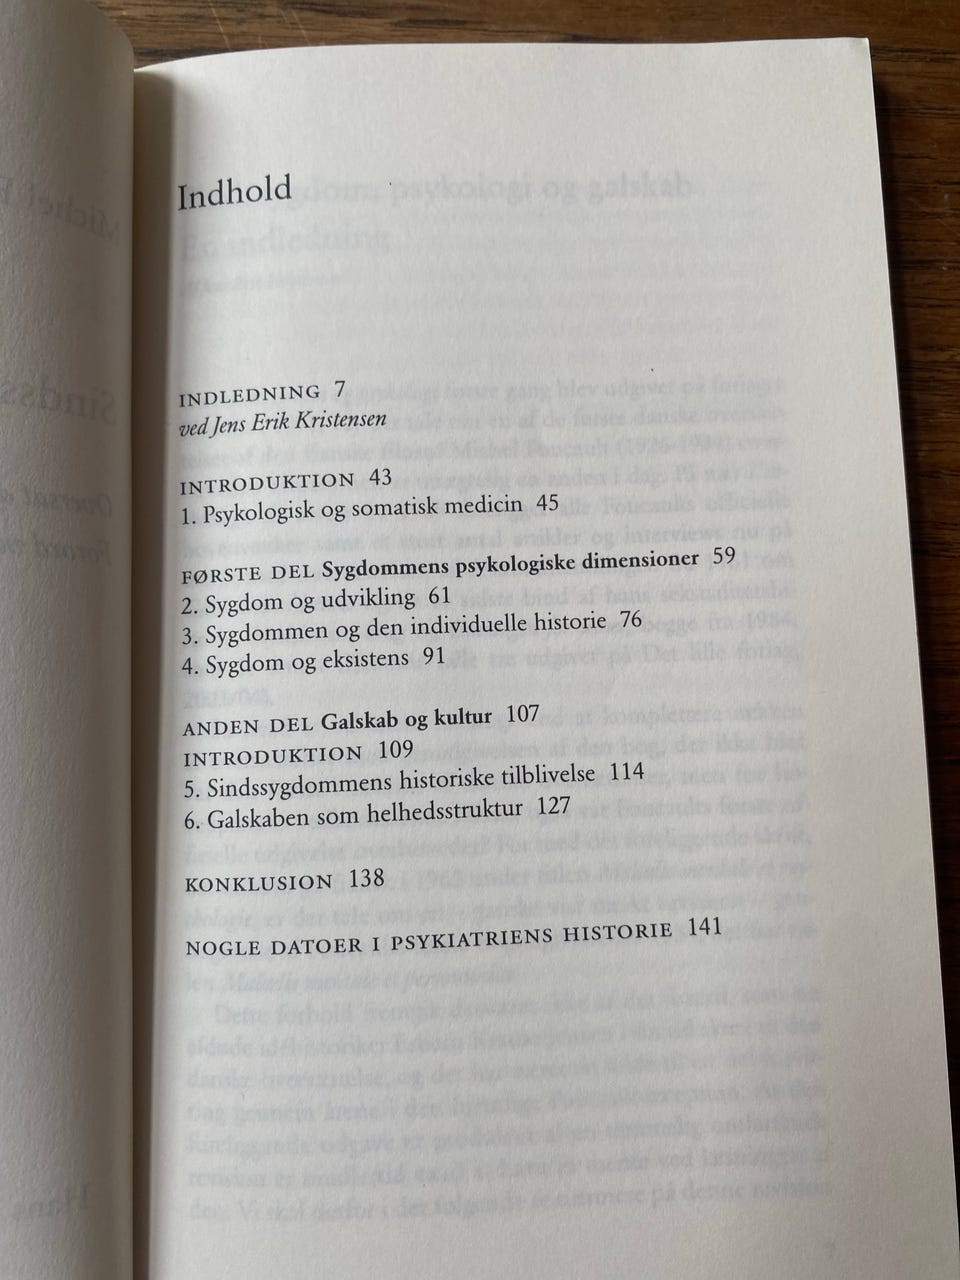 Indhold
INDLEDNING 7
ved Jens Erik Kristensen
INTRODUKTION 43
1. Psykologisk og somatisk medicin 45
FØRSTE DEL Sygdommens psykologiske dimensioner 59
2. Sygdom og udvikling 61
3. Sygdommen og den individuelle historie 76
4. Sygdom og eksistens 91
ANDEN DEL Galskab og kultur 107
INTRODUKTION 109
5. Sindssygdommens historiske tilblivelse 114
6. Galskaben som helhedsstruktur 127
KONKLUSION 138
NOGLE DATOER I PSYKIATRIENS HISTORIE 141